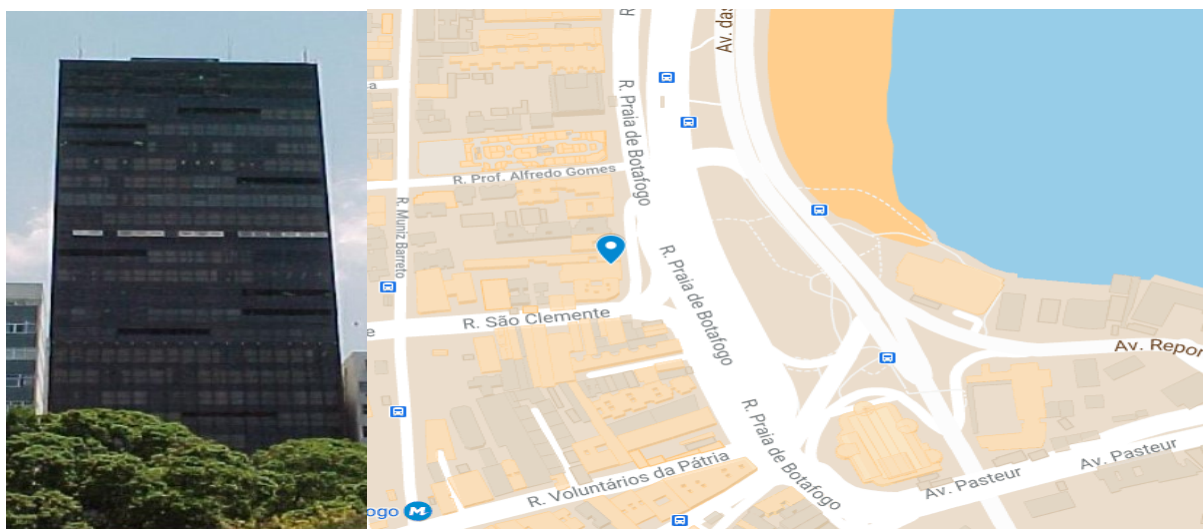 R
Av. das
a
R. Praia de Botafogo
R. Prof. Alfredo Gomes
R. Muniz Barreto
R. Praia de Botafogo
R. São Clemente
e
Av. Repor
R. Praia de Botafogo
R. Voluntários da Pátria
Av. Pasteur
Av. Pasteur
ogo M